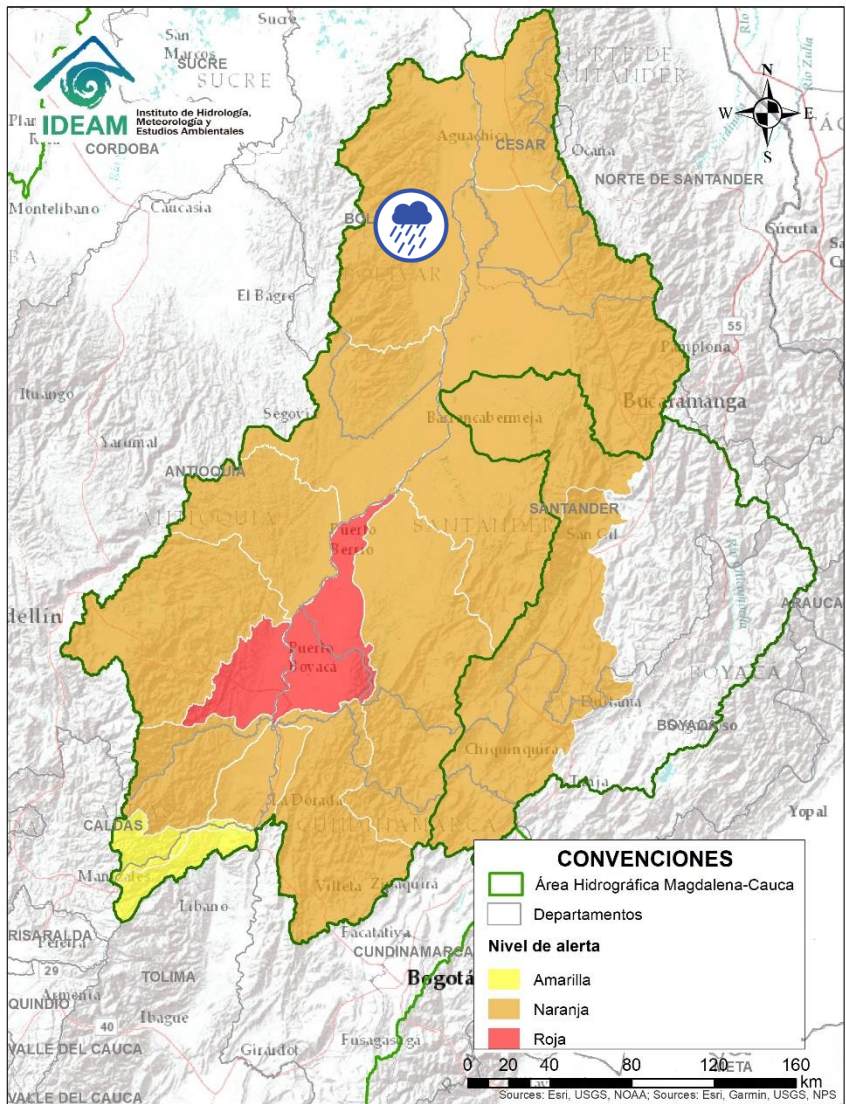 IDEAM
Instituto de Hidrología,
Meteorología y
Estudios Ambientales
Sucre
San
Marcos
SUCRE
SUCRE
CORDOBA
Montelibano
Caucasia
El Bagre
Ituango
Yarumal
Segovia
ANTIOQUIA
ANTIOQUIA
NORTE DE
SANTANDER
Río Zulia
N
W
E
S
Aguachica
CESAR
Ocaña
NORTE DE SANTANDER
Cúcuta
BOLIVAR
55
Pamplona
Bucaramanga
Barrancabermeja
SANTANDER
SANTANDER
San Gil
Puerto
Berrio
ARAUCA
Puerto
Boyacá
BOYACA
Duitama
BOYACÁ
Chiquinquira
Tunja
Yopal
La Dorada
CUNDINAMARCA
CALDAS
Manizales
Villeta
Zipaquirá
Libano
RISARALDA
Pereira
Facatativa
CUNDINAMARCA
29
TOLIMA
Bogotá
QUINDIO
Armenia
Ibague
40
Girardot
Fusagasuga
VALLE DEL CAUCA
VALLE DEL CAUCA
META
CONVENCIONES
Área Hidrográfica Magdalena-Cauca
Departamentos
Nivel de alerta
Amarilla
Naranja
Roja
0 20 40 80 120 160
km
Sources: Esri, USGS, NOAA; Sources: Esri, Garmin, USGS, NPS